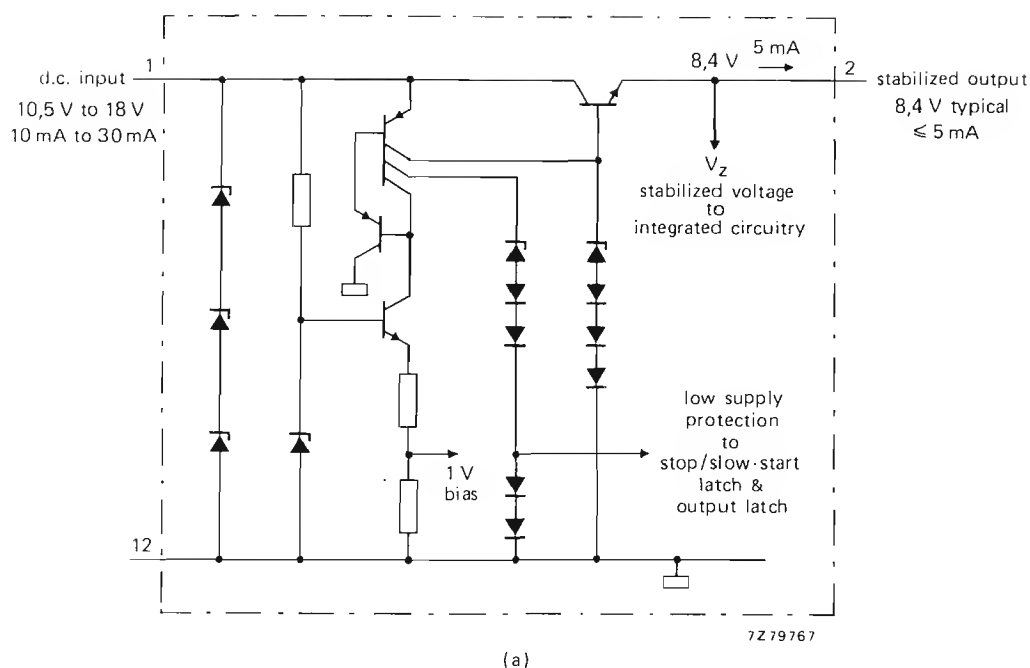 1
d.c. input
10,5 V to 18 V
10 mA to 30 mA
8,4 V
5 mA
2
stabilized output
8,4 V typical
≤ 5 mA
VZ
stabilized voltage
to
integrated circuitry
1 V
bias
low supply
protection
to
stop/slow-start
latch &
output latch
12
7Z79767
(a)